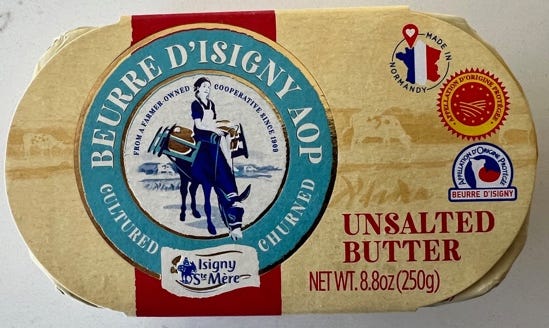 BEURRE D'ISIGNY AOP
FROM A FARMER-OWNED COOPERATIVE SINCE 1909
CULTURED CHURNED
Isigny
Ste Mère
MADE IN
NORMANDY
APPELLATION D'ORIGINE PROTÉGÉE
APPELLATION D'ORIGINE PROTÉGÉE
BEURRE D'ISIGNY
UNSALTED
BUTTER
NET WT. 8.8oz (250g)